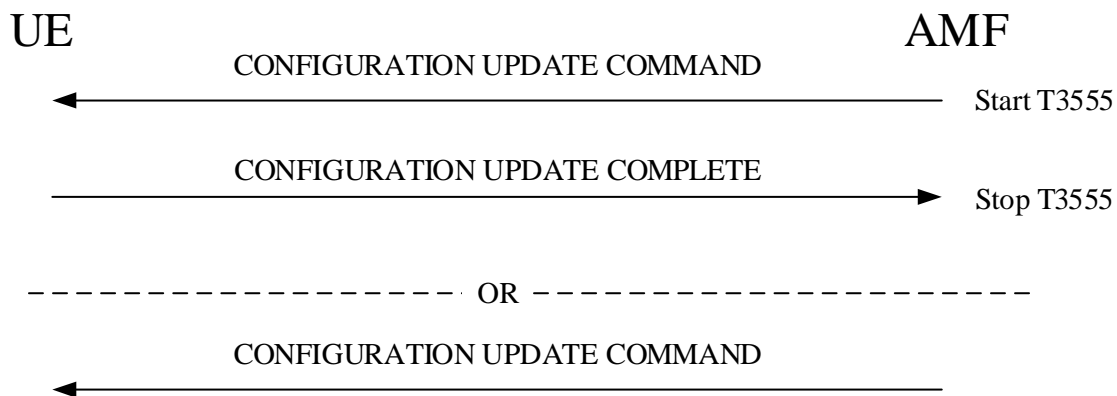 UE AMF
CONFIGURATION UPDATE COMMAND
Start T3555
CONFIGURATION UPDATE COMPLETE
Stop T3555
OR
CONFIGURATION UPDATE COMMAND